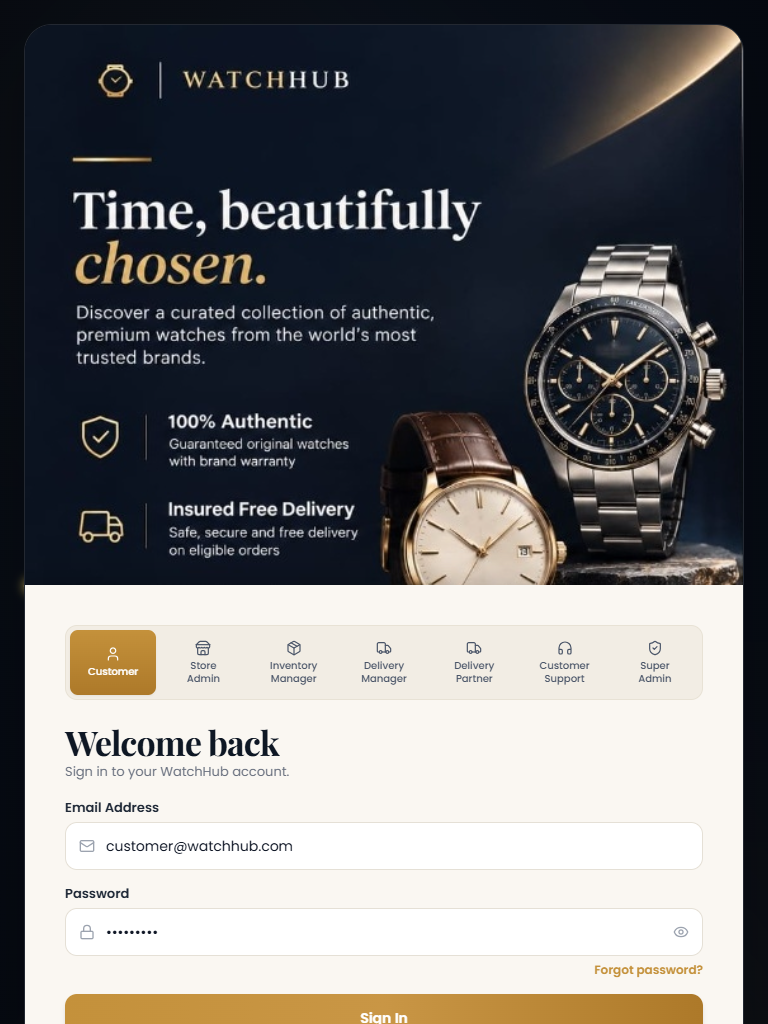 WATCHHUB
Time, beautifully
chosen.
Discover a curated collection of authentic,
premium watches from the world's most
trusted brands.
100% Authentic
Guaranteed original watches
with brand warranty
Insured Free Delivery
Safe, secure and free delivery
on eligible orders
Customer
Store
Admin
Inventory
Manager
Delivery
Manager
Delivery
Partner
Customer
Support
Super
Admin
Welcome back
Sign in to your WatchHub account.
Email Address
customer@watchhub.com
Password
•••••••••
Forgot password?
Sign In